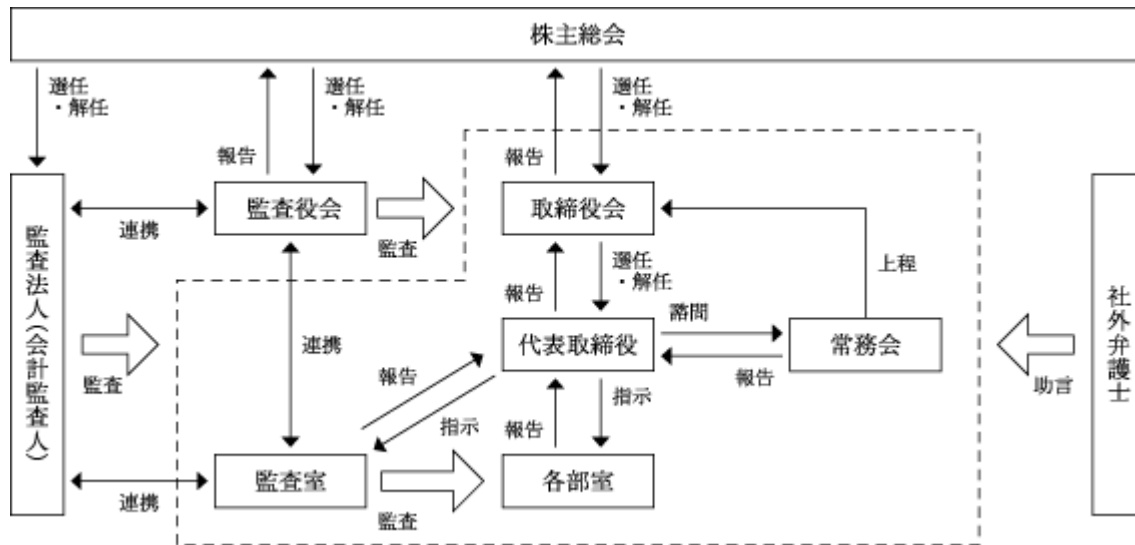 株主総会
選任
・解任
報告
選任
・解任
報告
選任
・解任
監査法人(会計監査人)
連携
監査役会
監査
取締役会
上程
社外弁護士
報告
選任
・解任
監査
連携
代表取締役
諮問
報告
常務会
助言
報告
指示
報告
指示
連携
監査室
監査
各部室